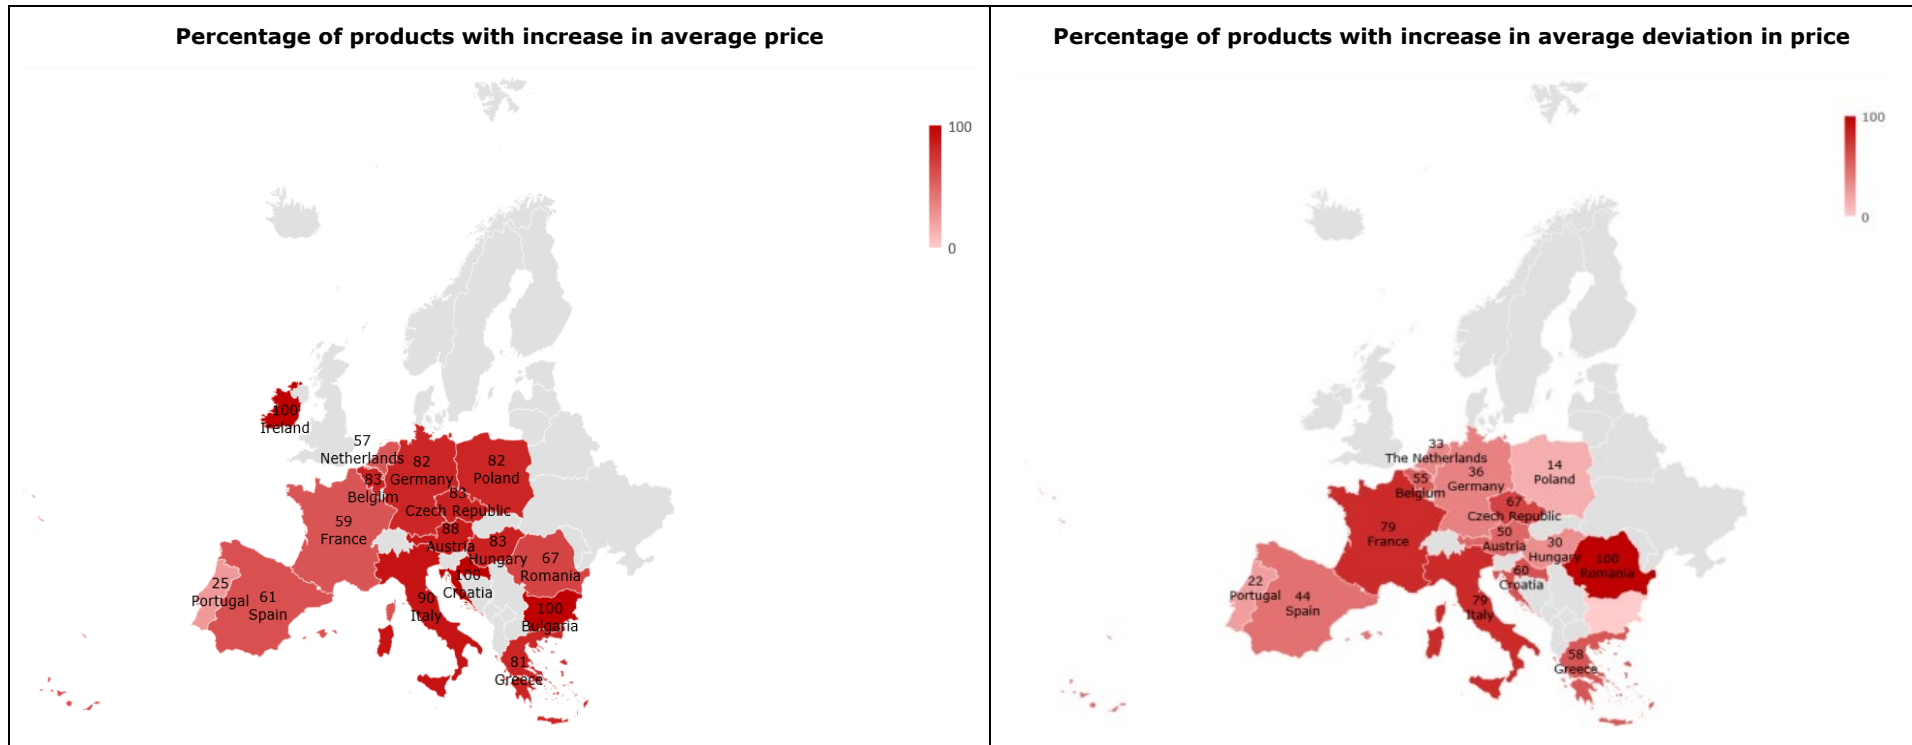 Percentage of products with increase in average price
100
0
100
Ireland
57
Netherlands
82
Germany
82
Poland
83
Belglim
83
Czech Republic
59
France
88
Austria
83
Hungary
67
Romania
100
Croatia
25
Portugal
61
Spain
90
Italy
100
Bulgaria
81
Greece
Percentage of products with increase in average deviation in price
100
0
33
The Netherlands
14
Poland
36
Germany
55
Belgium
67
Czech Republic
79
France
50
Austria
30
Hungary
100
Romania
60
Croatia
22
Portugal
44
Spain
79
Italy
58
Greece